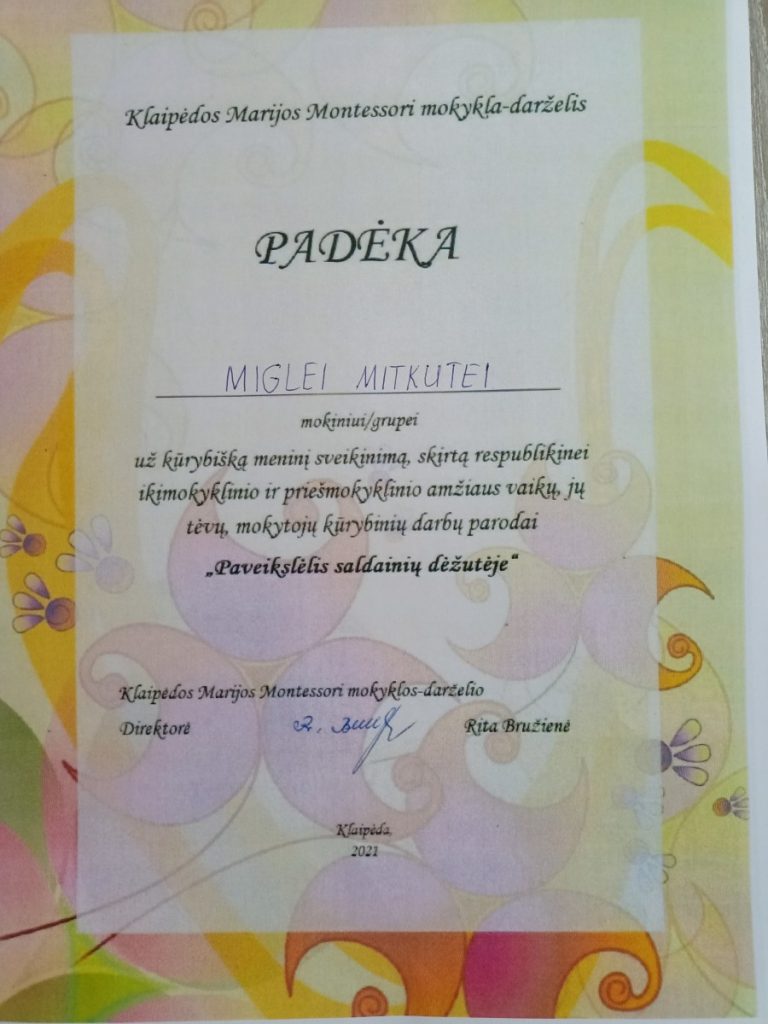 Klaipėdos Marijos Montessori mokykla-darželis
PADĖKA
MIGLEI MITKUTEI
mokiniui/grupei
už kūrybišką meninį sveikinimą, skirtą respublikinei
ikimokyklinio ir priešmokyklinio amžiaus vaikų, jų
tėvų, mokytojų kūrybinių darbų parodai
„Paveikslėlis saldainių dėžutėje“
Klaipėdos Marijos Montessori mokyklos-darželio
Direktorė Rita Bružienė
Klaipėda,
2021